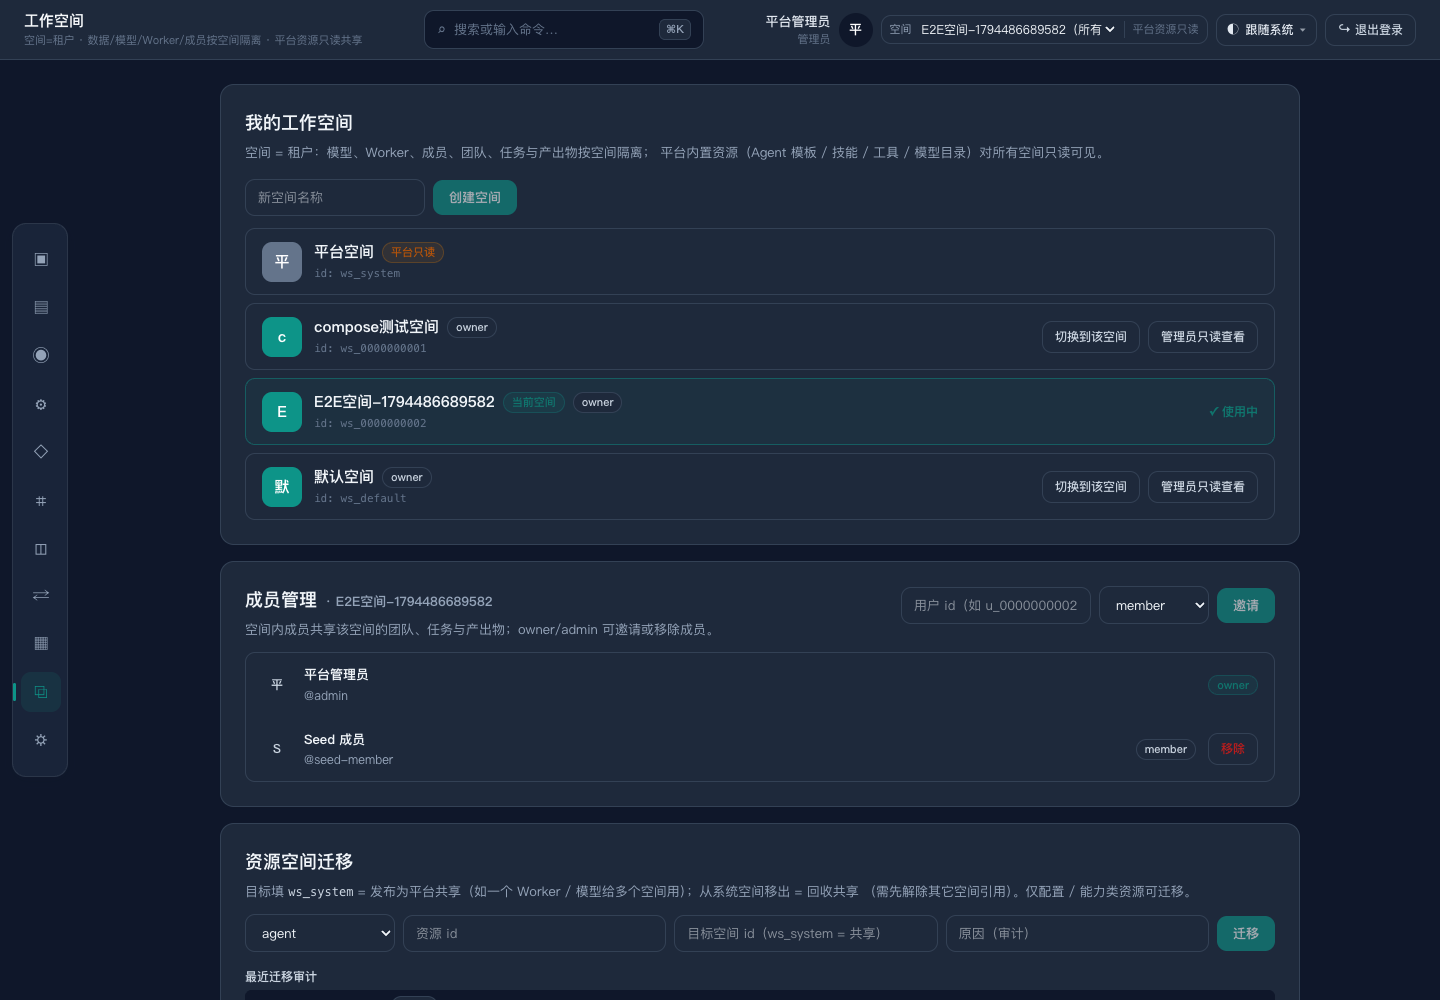 工作空间
空间=租户 · 数据/模型/Worker/成员按空间隔离 · 平台资源只读共享
搜索或输入命令… ⌘K
平台管理员
管理员
平
空间 E2E空间-1794486689582（所有 平台资源只读
跟随系统
退出登录
我的工作空间
空间 = 租户：模型、Worker、成员、团队、任务与产出物按空间隔离； 平台内置资源（Agent 模板 / 技能 / 工具 / 模型目录）对所有空间只读可见。
新空间名称 创建空间
平 平台空间 平台只读
id: ws_system
c compose测试空间 owner
id: ws_0000000001
切换到该空间 管理员只读查看
E E2E空间-1794486689582 当前空间 owner
id: ws_0000000002
✓ 使用中
默 默认空间 owner
id: ws_default
切换到该空间 管理员只读查看
成员管理 · E2E空间-1794486689582
空间内成员共享该空间的团队、任务与产出物；owner/admin 可邀请或移除成员。
用户 id（如 u_0000000002 member 邀请
平 平台管理员
@admin
owner
S Seed 成员
@seed-member
member 移除
资源空间迁移
目标填 ws_system = 发布为平台共享（如一个 Worker / 模型给多个空间用）；从系统空间移出 = 回收共享 （需先解除其它空间引用）。仅配置 / 能力类资源可迁移。
agent 资源 id 目标空间 id（ws_system = 共享） 原因（审计） 迁移
最近迁移审计